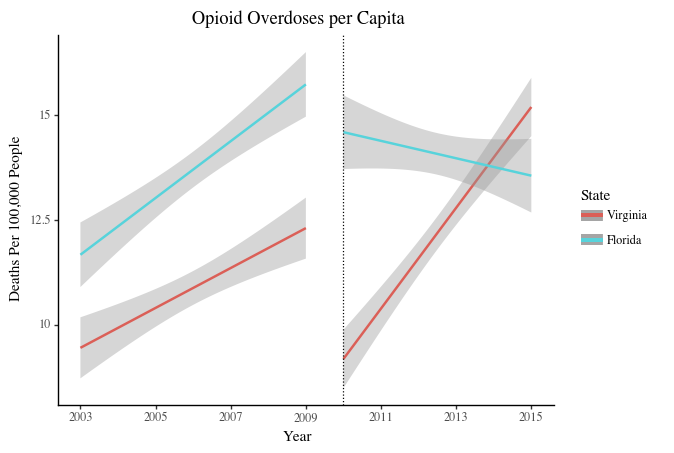 Opioid Overdoses per Capita
Deaths Per 100,000 People
15
12.5
10
2003 2005 2007 2009 2011 2013 2015
Year
State
Virginia
Florida